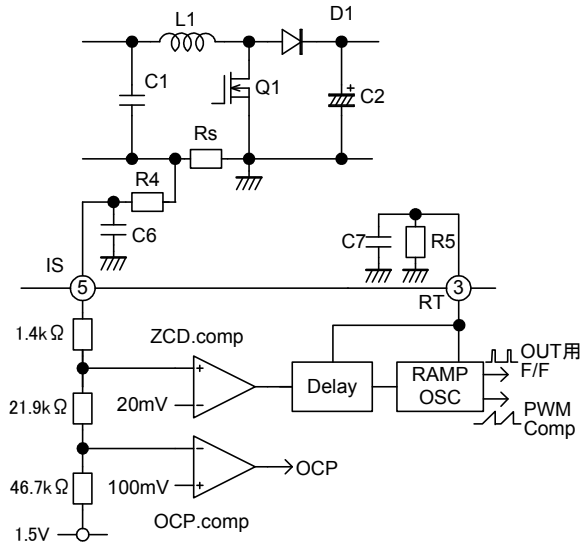 L1
D1
C1
Q1
C2
Rs
R4
C6
C7
R5
IS
5
3
RT
1.4kΩ
ZCD.comp
+
20mV
−
Delay
RAMP
OSC
OUT用
F/F
PWM
Comp
21.9kΩ
−
100mV
+
OCP
46.7kΩ
OCP.comp
1.5V